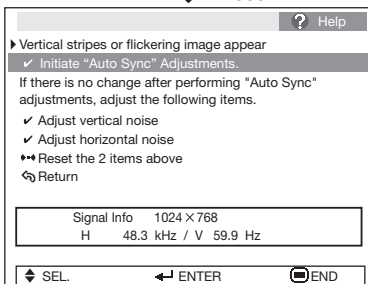 ? Help
Vertical stripes or flickering image appear
✔ Initiate “Auto Sync” Adjustments.
If there is no change after performing "Auto Sync"
adjustments, adjust the following items.
✔ Adjust vertical noise
✔ Adjust horizontal noise
Reset the 2 items above
Return
Signal Info 1024×768
H 48.3 kHz / V 59.9 Hz
SEL. ENTER END